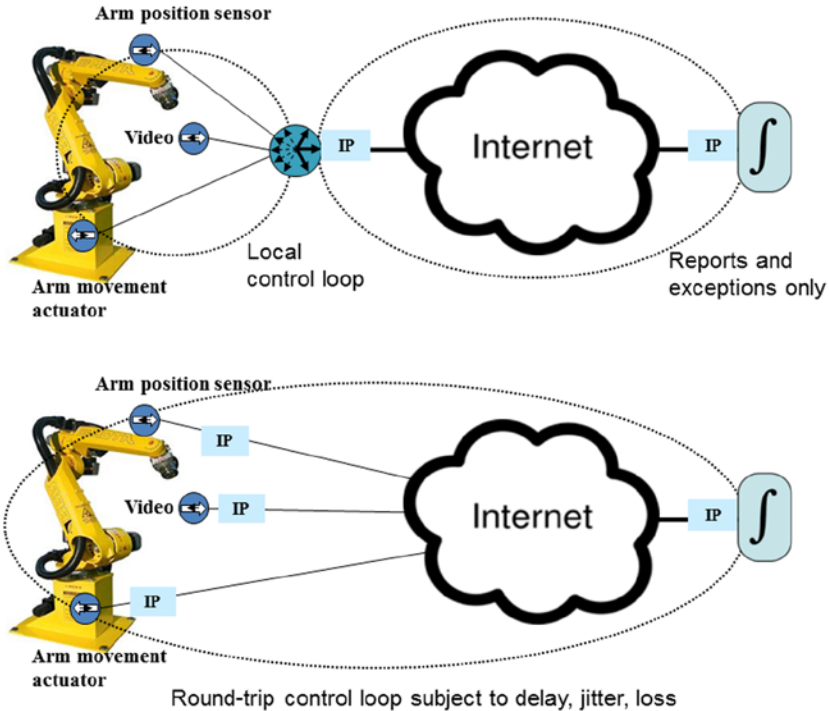 Arm position sensor
Video
IP
Internet
IP
∫
Local
control loop
Reports and
exceptions only
Arm movement
actuator
Arm position sensor
IP
Video
IP
Internet
IP
∫
IP
Arm movement
actuator
Round-trip control loop subject to delay, jitter, loss